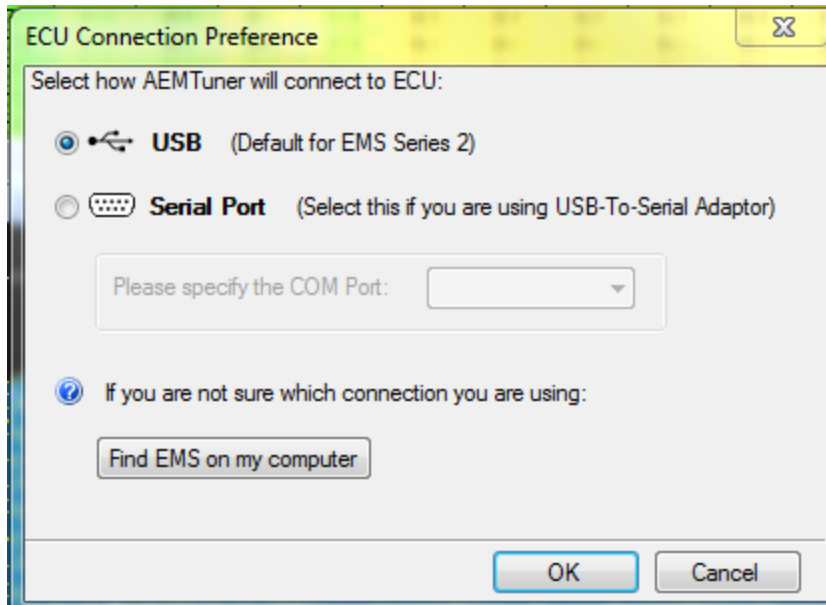 ECU Connection Preference
Select how AEMTuner will connect to ECU:
USB (Default for EMS Series 2)
Serial Port (Select this if you are using USB-To-Serial Adaptor)
Please specify the COM Port:
If you are not sure which connection you are using:
Find EMS on my computer
OK Cancel